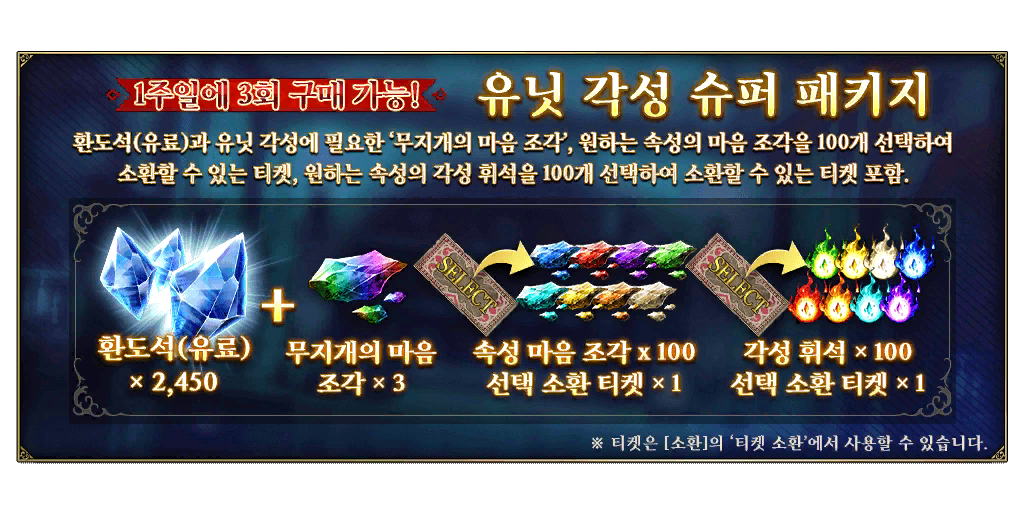 1주일에 3회 구매 가능!
유닛 각성 슈퍼 패키지
환도석(유료)과 유닛 각성에 필요한 '무지개의 마음 조각', 원하는 속성의 마음 조각을 100개 선택하여
소환할 수 있는 티켓, 원하는 속성의 각성 휘석을 100개 선택하여 소환할 수 있는 티켓 포함.
SELECT
SELECT
+
환도석(유료)
× 2,450
무지개의 마음
조각 × 3
속성 마음 조각 x 100
선택 소환 티켓 × 1
각성 휘석 × 100
선택 소환 티켓 × 1
※ 티켓은 [소환]의 '티켓 소환'에서 사용할 수 있습니다.